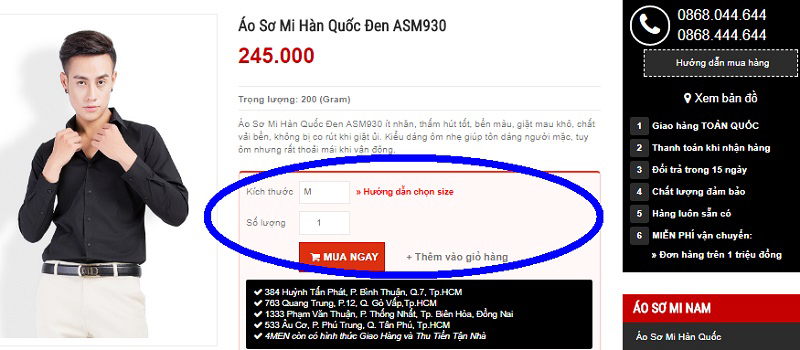 Áo Sơ Mi Hàn Quốc Đen ASM930
245.000
Trọng lượng: 200 (Gram)
Áo Sơ Mi Hàn Quốc Đen ASM930 ít nhăn, thấm hút tốt, bền màu, giặt mau khô, chất
vải bền, không bị co rút khi giặt ủi. Kiểu dáng ôm nhẹ giúp tôn dáng người mặc, tuy
ôm nhưng rất thoải mái khi vận động.
Kích thước M » Hướng dẫn chọn size
Số lượng 1
MUA NGAY + Thêm vào giỏ hàng
384 Huỳnh Tấn Phát, P. Bình Thuận, Q.7, Tp.HCM
763 Quang Trung, P.12, Q. Gò Vấp,Tp.HCM
1333 Phạm Văn Thuận, P. Thống Nhất, Tp. Biên Hòa, Đồng Nai
533 Âu Cơ, P. Phú Trung, Q. Tân Phú, Tp.HCM
4MEN còn có hình thức Giao Hàng và Thu Tiền Tận Nhà
0868.044.644
0868.444.644
Hướng dẫn mua hàng
Xem bản đồ
1 Giao hàng TOÀN QUỐC
2 Thanh toán khi nhận hàng
3 Đổi trả trong 15 ngày
4 Chất lượng đảm bảo
5 Hàng luôn sẵn có
6 MIỄN PHÍ vận chuyển:
» Đơn hàng trên 1 triệu đồng
ÁO SƠ MI NAM
Áo Sơ Mi Hàn Quốc